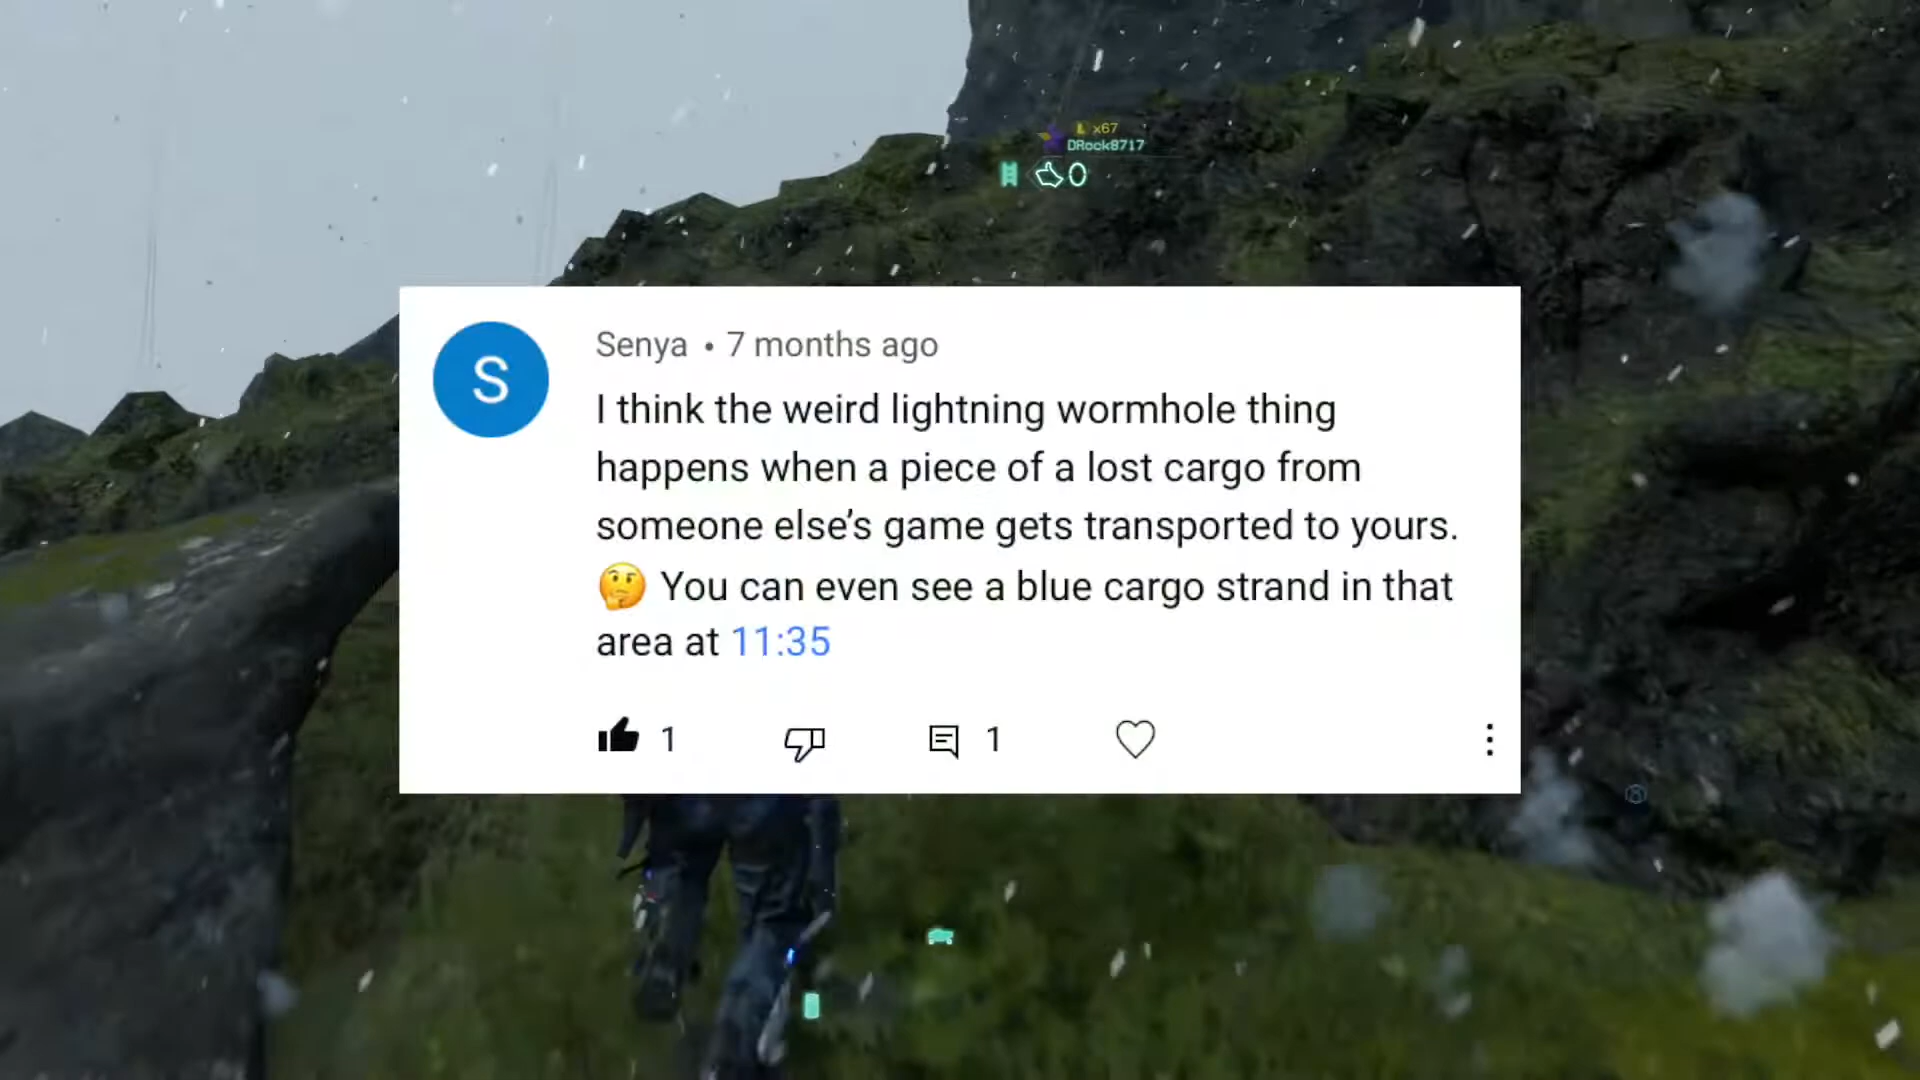 L x67
DRock8717
0
S
Senya • 7 months ago
I think the weird lightning wormhole thing
happens when a piece of a lost cargo from
someone else’s game gets transported to yours.
🤔 You can even see a blue cargo strand in that
area at 11:35
1
1